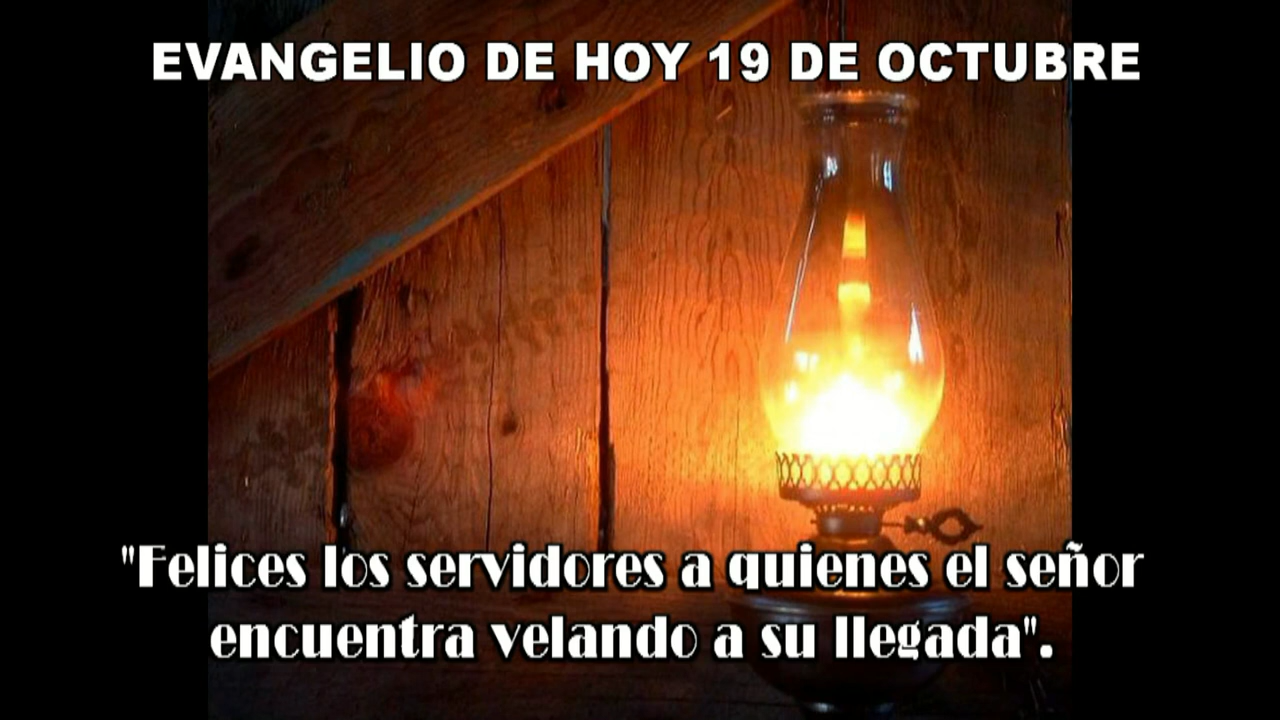 EVANGELIO DE HOY 19 DE OCTUBRE
"Felices los servidores a quienes el señor
encuentra velando a su llegada".